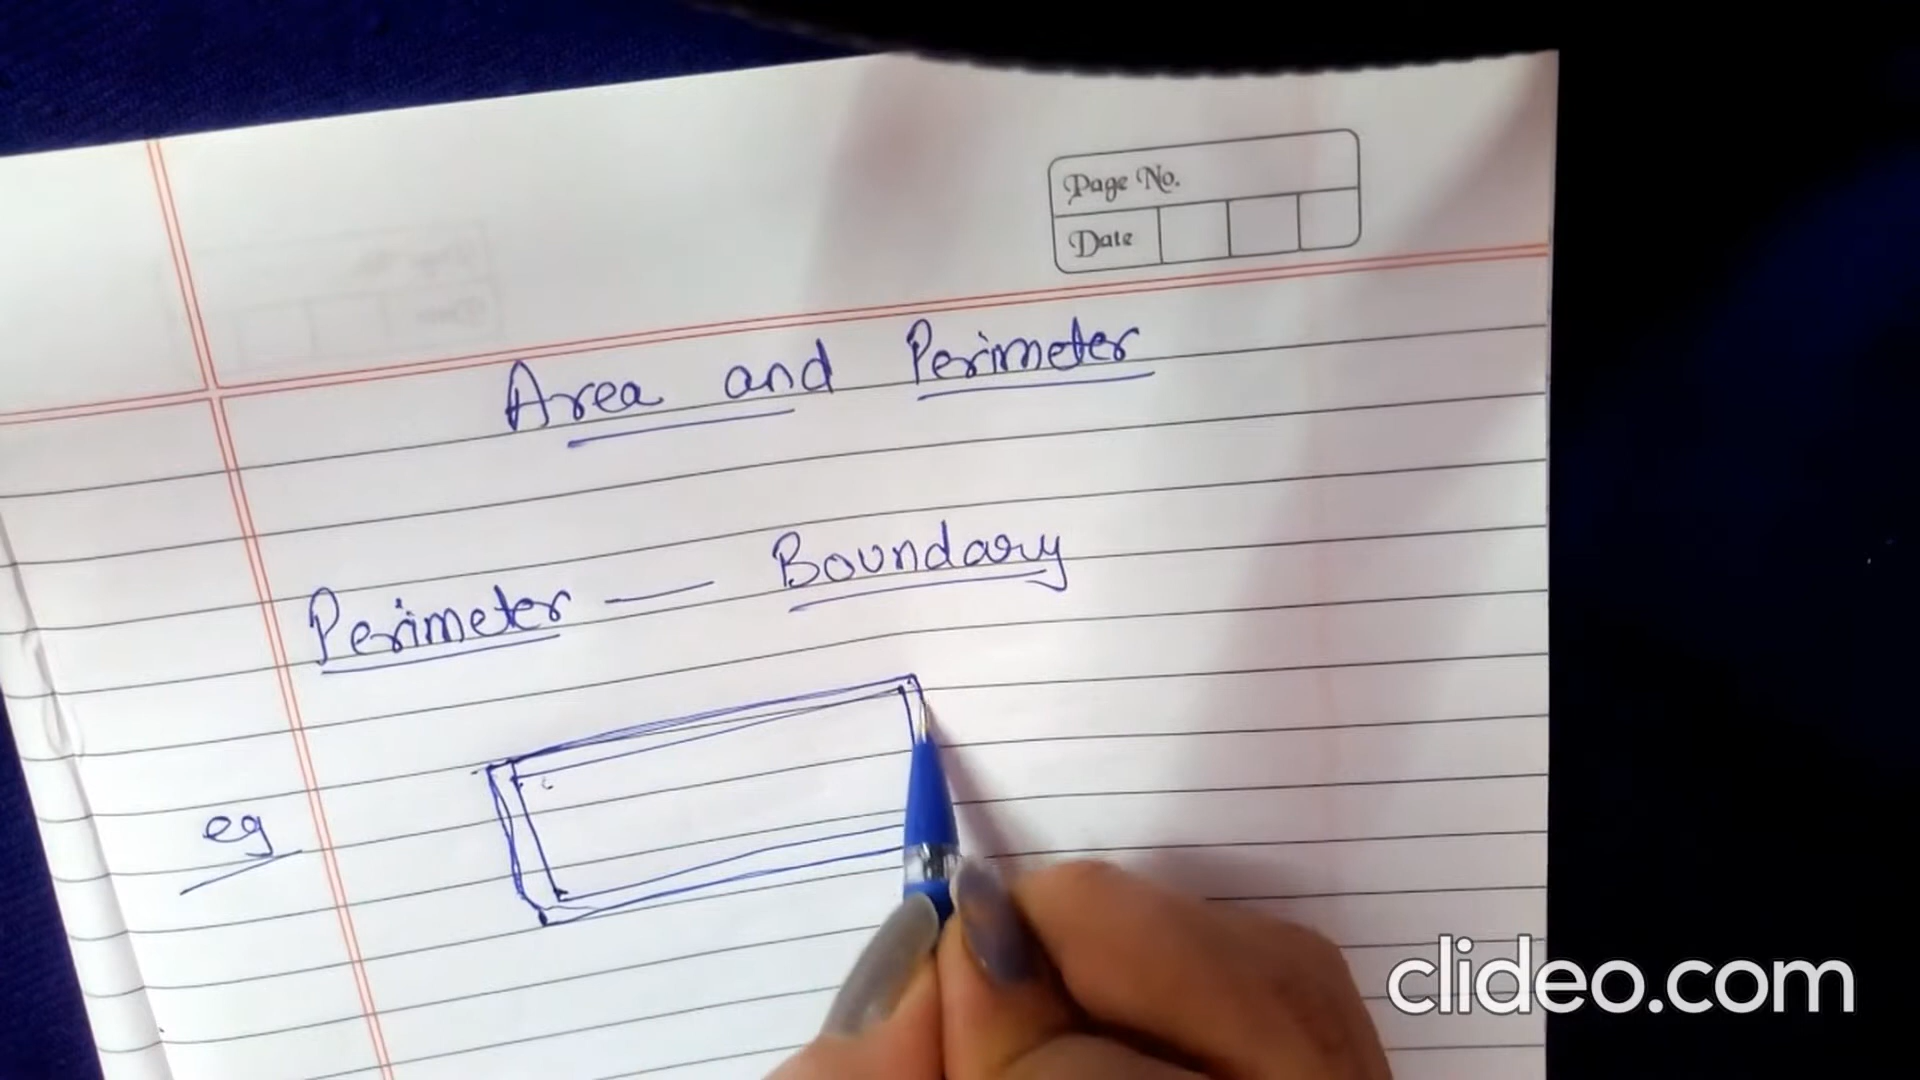 Page No.
Date
Area and Perimeter
Perimeter — Boundary
eg
clideo.com